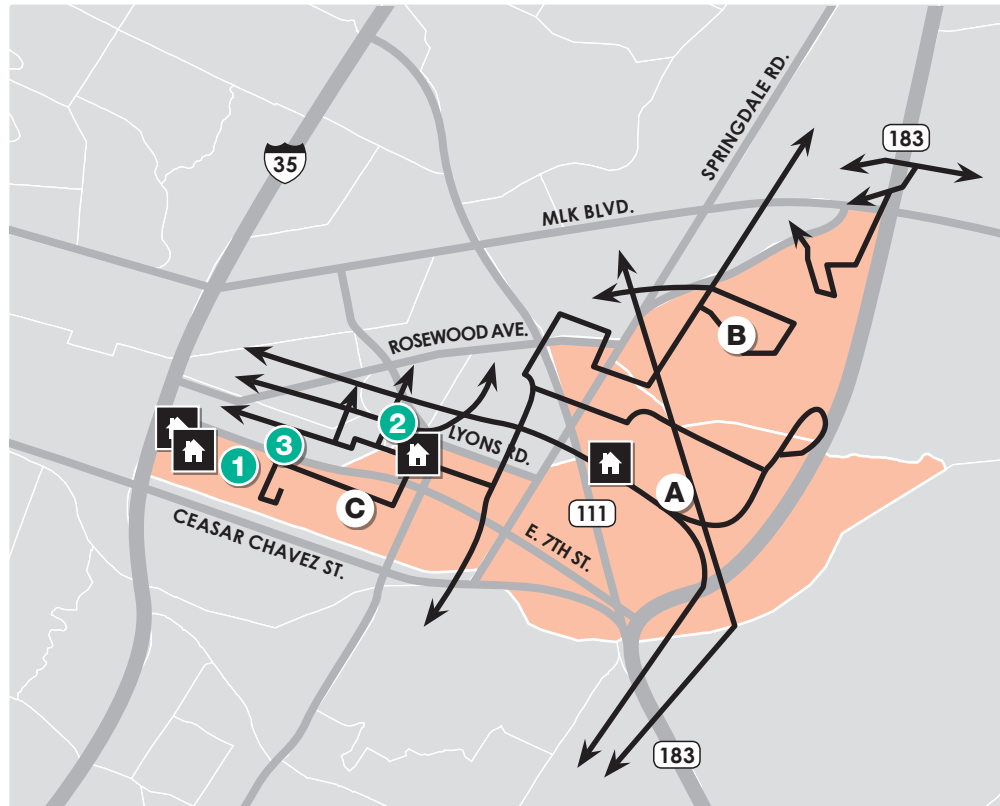 SPRINGDALE RD.
183
35
MLK BLVD.
ROSEWOOD AVE.
B
2
LYONS RD.
3
1
A
C
111
CEASAR CHAVEZ ST.
E. 7TH ST.
183